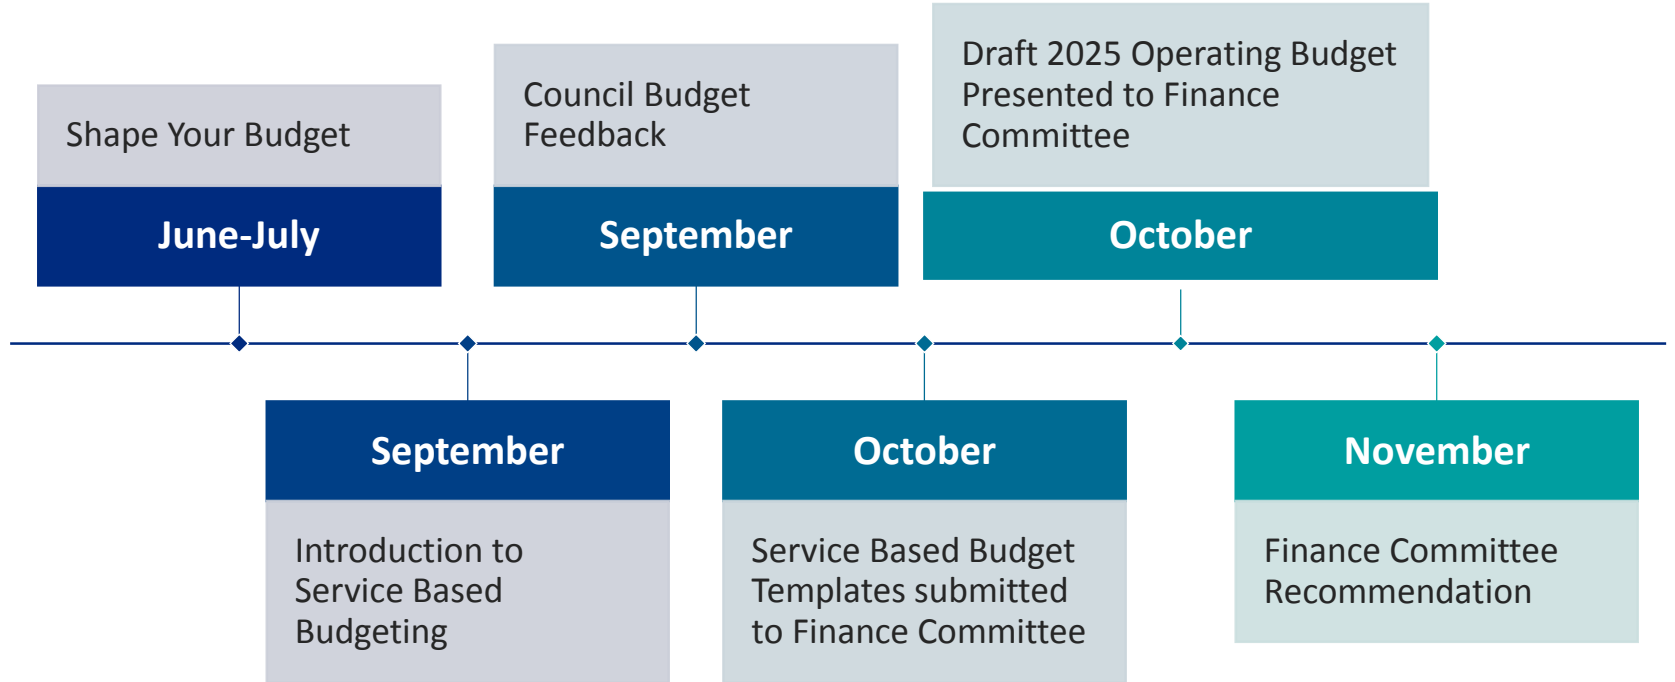 Shape Your Budget
June-July
Introduction to
Service Based
Budgeting
September
Council Budget
Feedback
September
October
Service Based Budget
Templates submitted
to Finance Committee
Draft 2025 Operating Budget
Presented to Finance
Committee
October
November
Finance Committee
Recommendation